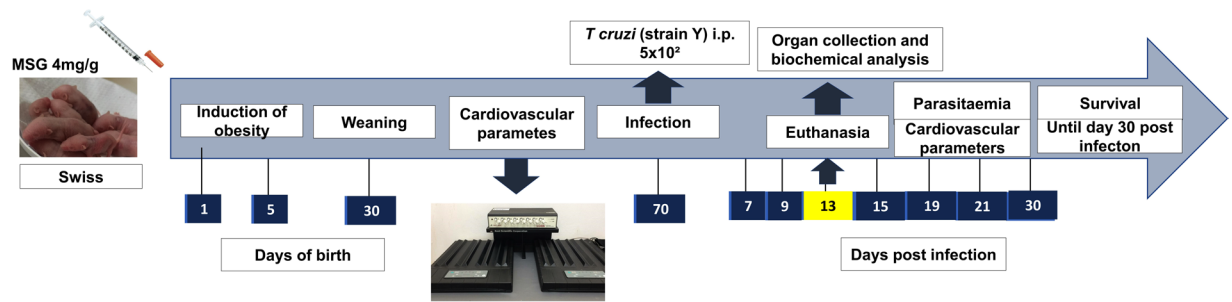 MSG 4mg/g
Swiss
Induction of
obesity
Weaning
Cardiovascular
parametes
T cruzi (strain Y) i.p.
5x10²
Infection
Organ collection and
biochemical analysis
Euthanasia
Parasitaemia
Cardiovascular
parameters
Survival
Until day 30 post
infecton
1
5
30
70
7
9
13
15
19
21
30
Days of birth
Days post infection